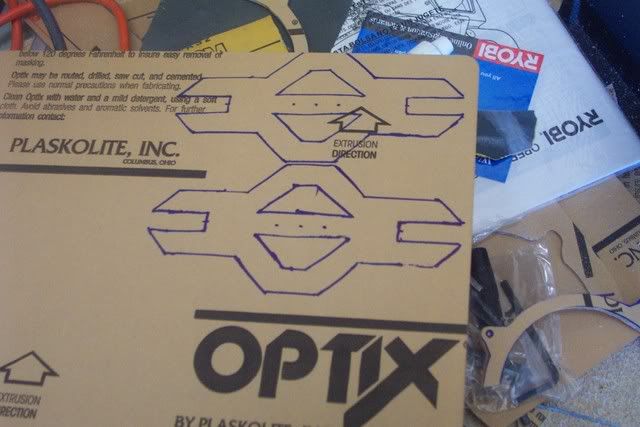 below 120 degrees Fahrenheit to insure easy removal of
masking.
Optix may be routed, drilled, saw cut, and cemented.
Please use normal precautions when fabricating.
Clean Optix with water and a mild detergent, using a soft
cloth. Avoid abrasives and aromatic solvents. For further
information contact:
PLASKOLITE, INC.
COLUMBUS, OHIO
EXTRUSION
DIRECTION
OPTIX
BY PLASKOLITE
EXTRUSION
DIRECTION
RYOBI
RYOBI
INC.